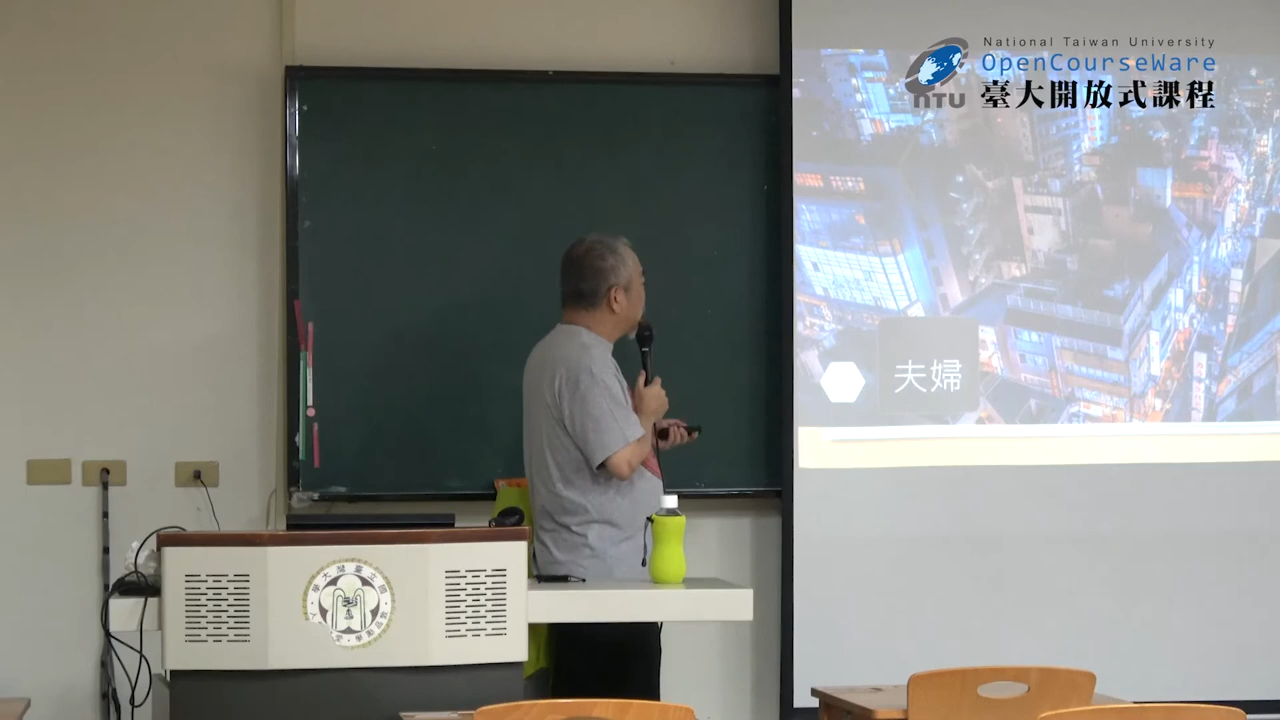 National Taiwan University
OpenCourseWare
NTU
臺大開放式課程
夫婦